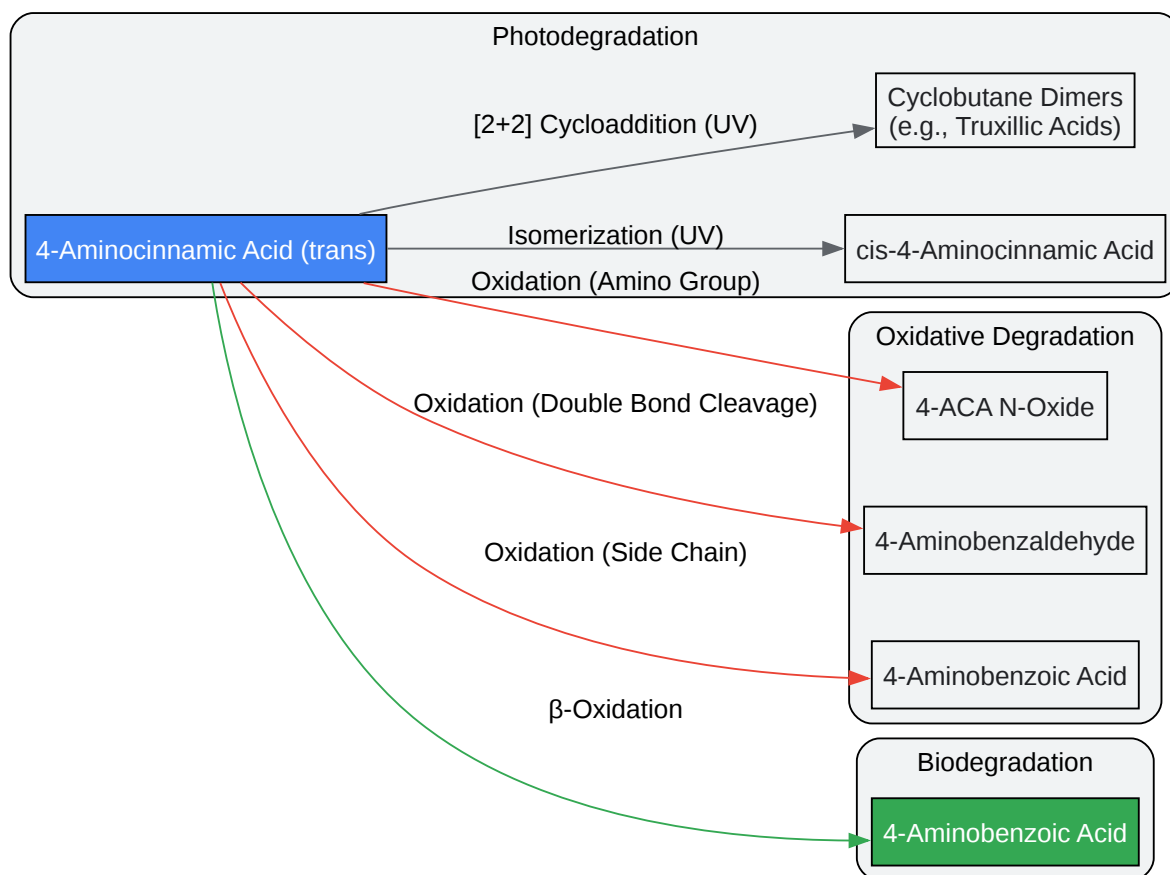 Photodegradation
Cyclobutane Dimers
(e.g., Truxillic Acids)
[2+2] Cycloaddition (UV)
4-Aminocinnamic Acid (trans)
Isomerization (UV)
cis-4-Aminocinnamic Acid
Oxidation (Amino Group)
Oxidative Degradation
4-ACA N-Oxide
Oxidation (Double Bond Cleavage)
4-Aminobenzaldehyde
Oxidation (Side Chain)
4-Aminobenzoic Acid
β-Oxidation
Biodegradation
4-Aminobenzoic Acid